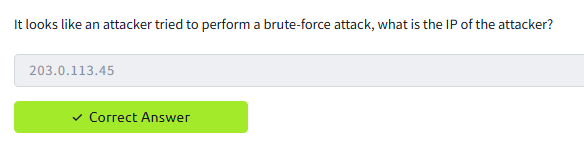 It looks like an attacker tried to perform a brute-force attack, what is the IP of the attacker?
203.0.113.45
✓ Correct Answer